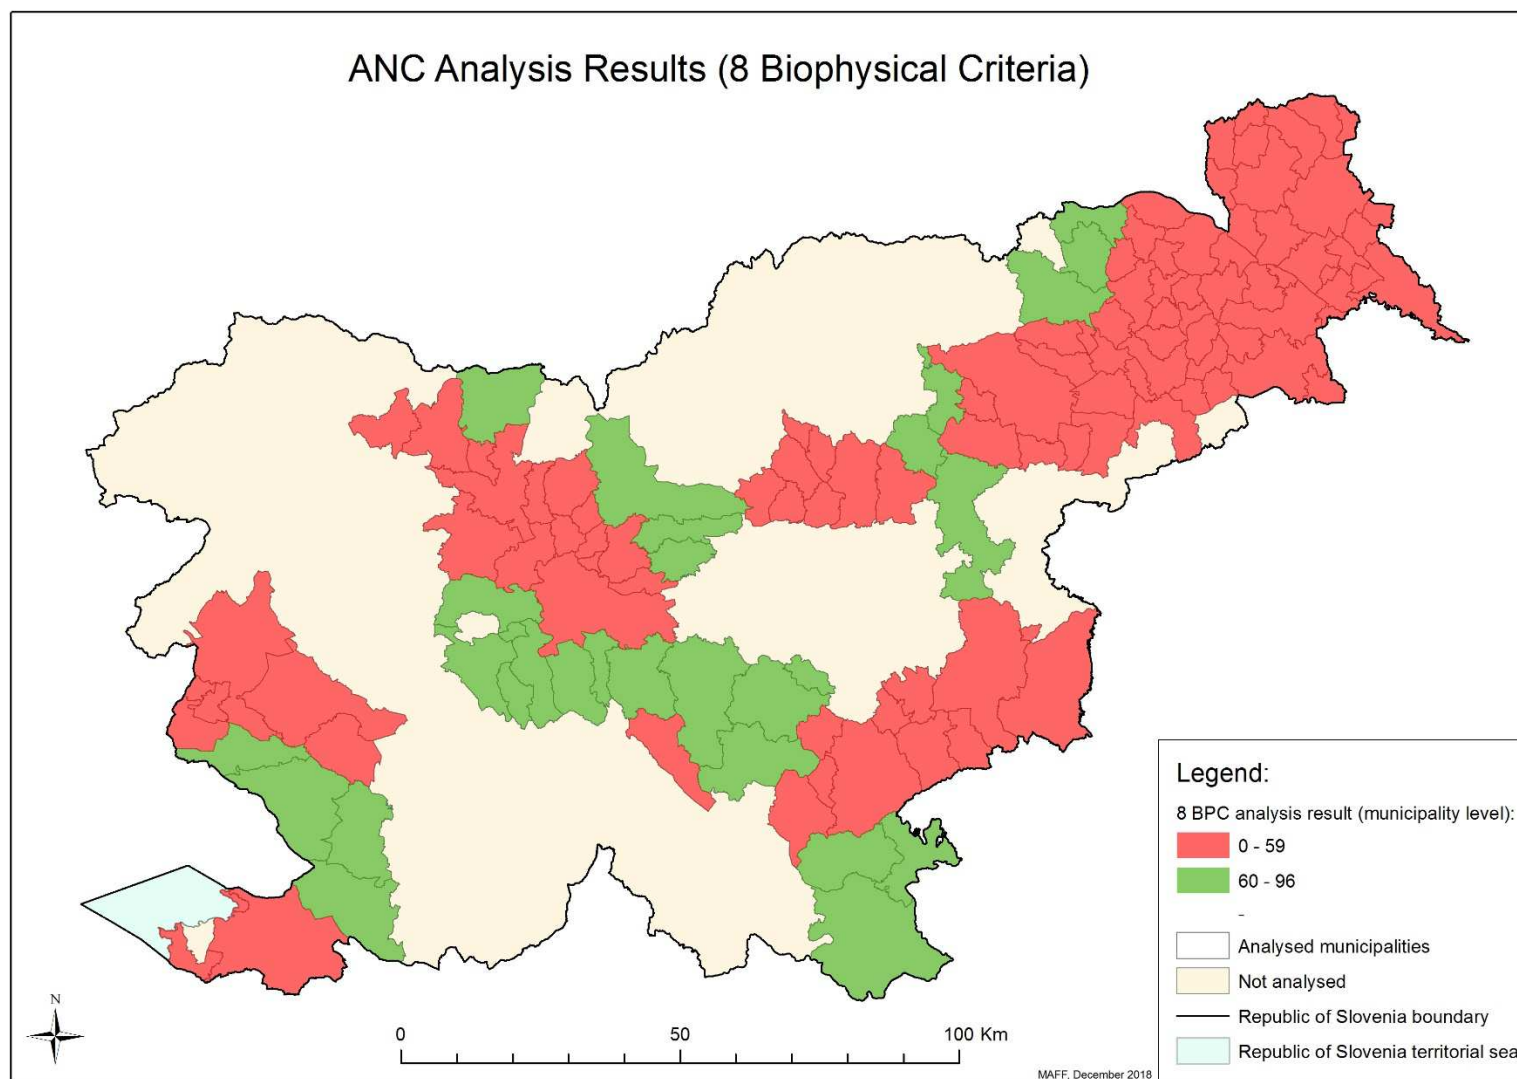 ANC Analysis Results (8 Biophysical Criteria)
Legend:
8 BPC analysis result (municipality level):
0 - 59
60 - 96
-
Analysed municipalities
Not analysed
Republic of Slovenia boundary
Republic of Slovenia territorial sea
N
0 50 100 Km
MAFF, December 2018